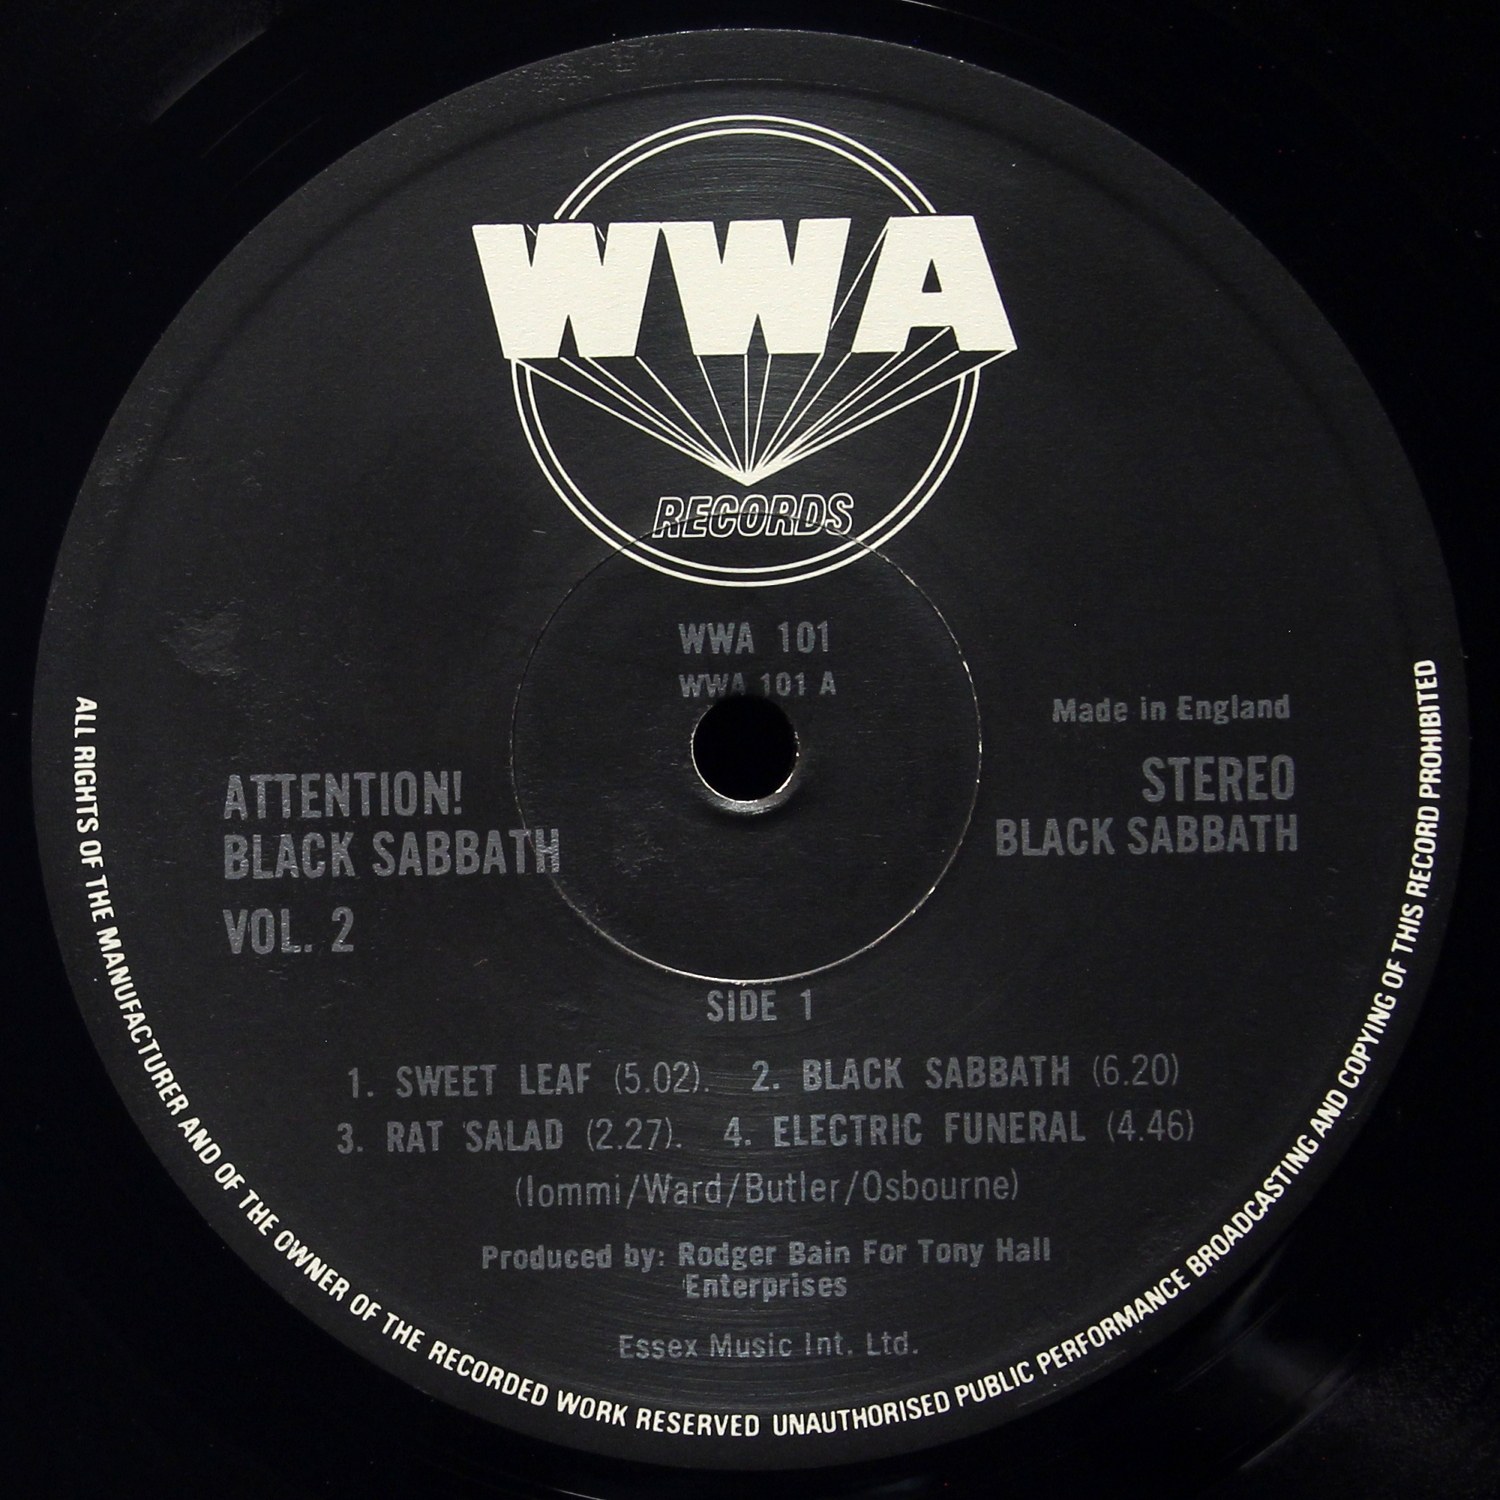 WWA
RECORDS
WWA 101
WWA 101 A
Made in England
ATTENTION!
BLACK SABBATH
VOL. 2
STEREO
BLACK SABBATH
SIDE 1
1. SWEET LEAF (5.02). 2. BLACK SABBATH (6.20)
3. RAT SALAD (2.27). 4. ELECTRIC FUNERAL (4.46)
(Iommi/Ward/Butler/Osbourne)
Produced by: Rodger Bain For Tony Hall
Enterprises
Essex Music Int. Ltd.
ALL RIGHTS OF THE MANUFACTURER AND OF THE OWNER OF THE RECORDED WORK RESERVED UNAUTHORISED PUBLIC PERFORMANCE BROADCASTING AND COPYING OF THIS RECORD PROHIBITED